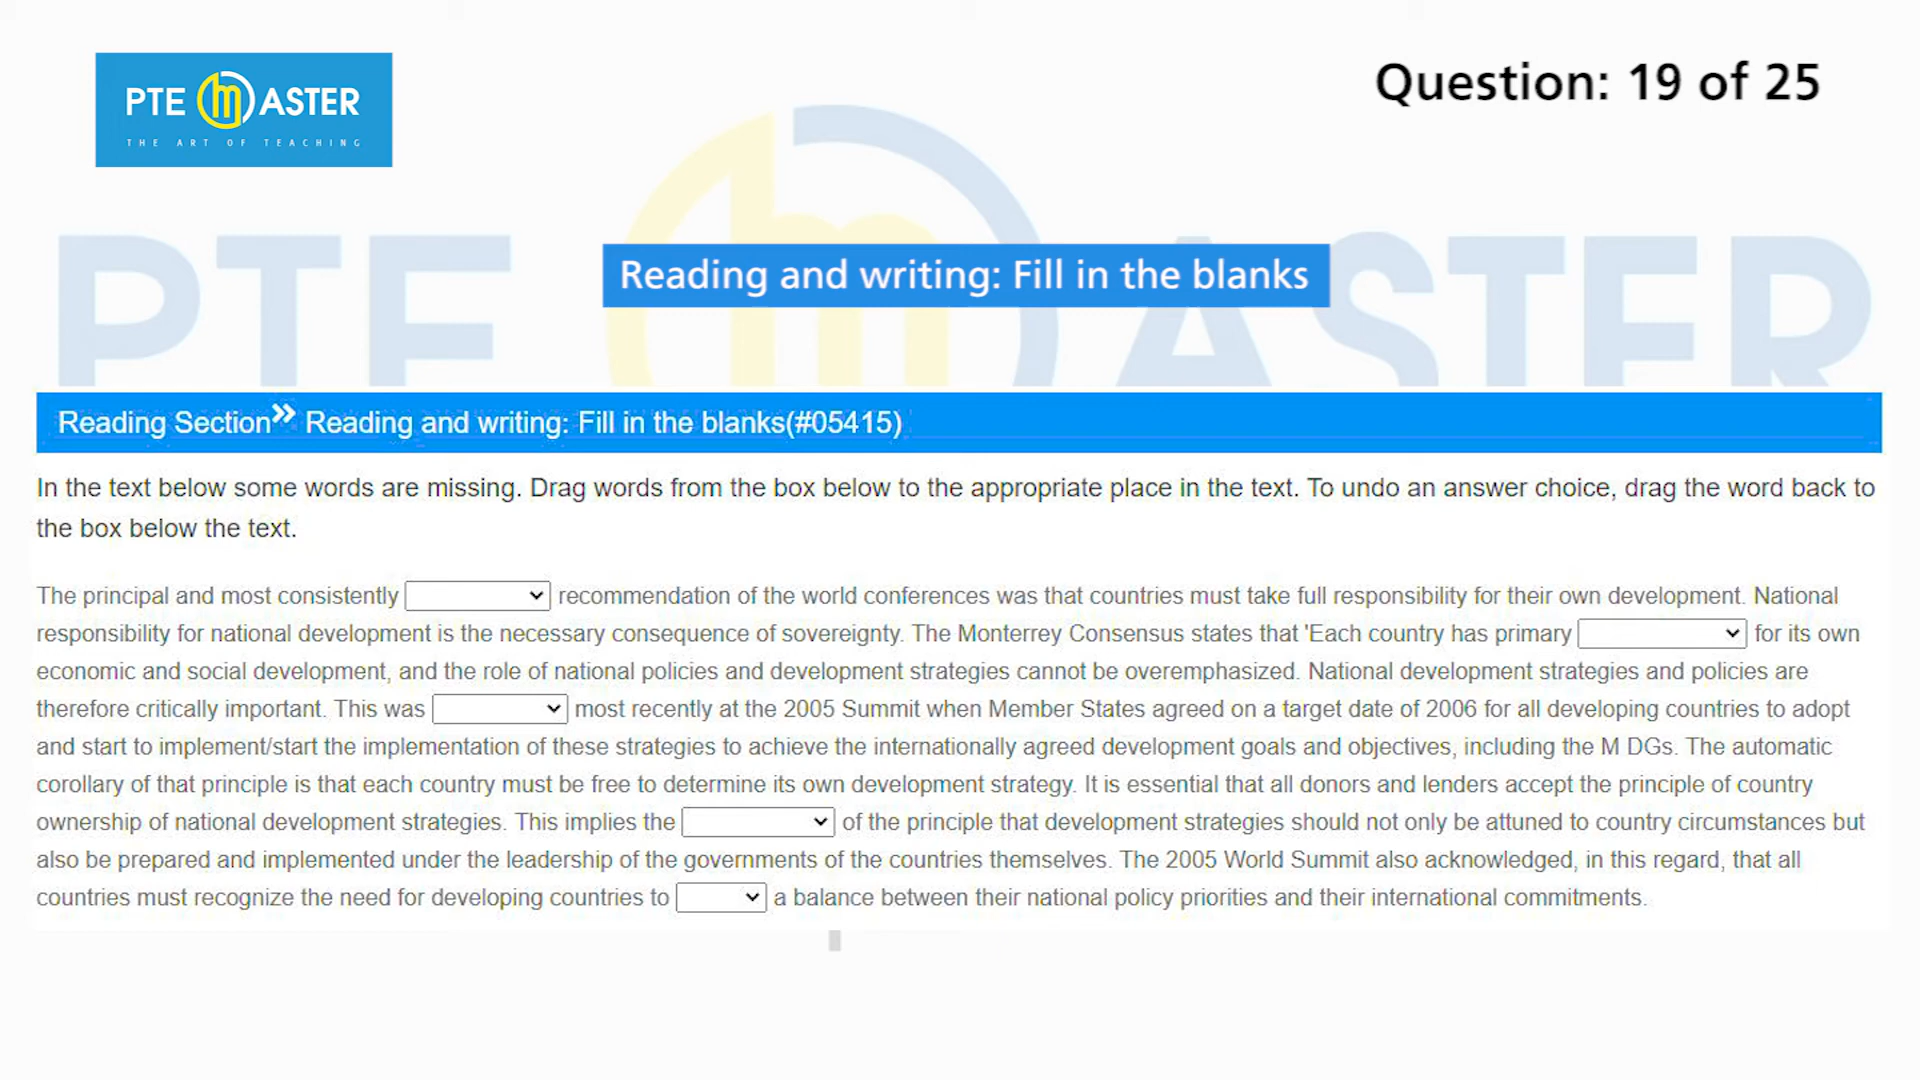 PTE MASTER
THE ART OF TEACHING
Question: 19 of 25
PTE MASTER
Reading and writing: Fill in the blanks
Reading Section» Reading and writing: Fill in the blanks(#05415)
In the text below some words are missing. Drag words from the box below to the appropriate place in the text. To undo an answer choice, drag the word back to
the box below the text.
The principal and most consistently recommendation of the world conferences was that countries must take full responsibility for their own development. National
responsibility for national development is the necessary consequence of sovereignty. The Monterrey Consensus states that 'Each country has primary for its own
economic and social development, and the role of national policies and development strategies cannot be overemphasized. National development strategies and policies are
therefore critically important. This was most recently at the 2005 Summit when Member States agreed on a target date of 2006 for all developing countries to adopt
and start to implement/start the implementation of these strategies to achieve the internationally agreed development goals and objectives, including the M DGs. The automatic
corollary of that principle is that each country must be free to determine its own development strategy. It is essential that all donors and lenders accept the principle of country
ownership of national development strategies. This implies the of the principle that development strategies should not only be attuned to country circumstances but
also be prepared and implemented under the leadership of the governments of the countries themselves. The 2005 World Summit also acknowledged, in this regard, that all
countries must recognize the need for developing countries to a balance between their national policy priorities and their international commitments.